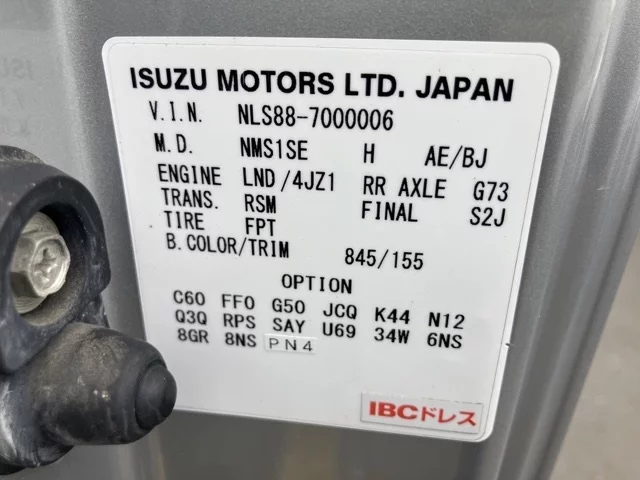 ISUZU MOTORS LTD. JAPAN
V.I.N. NLS88-7000006
M.D. NMS1SE H AE/BJ
ENGINE LND/4JZ1 RR AXLE G73
TRANS. RSM FINAL S2J
TIRE FPT
B.COLOR/TRIM 845/155
OPTION
C60 FF0 G50 JCQ K44 N12
Q3Q RPS SAY U69 34W 6NS
8GR 8NS PN4
IBCドレス